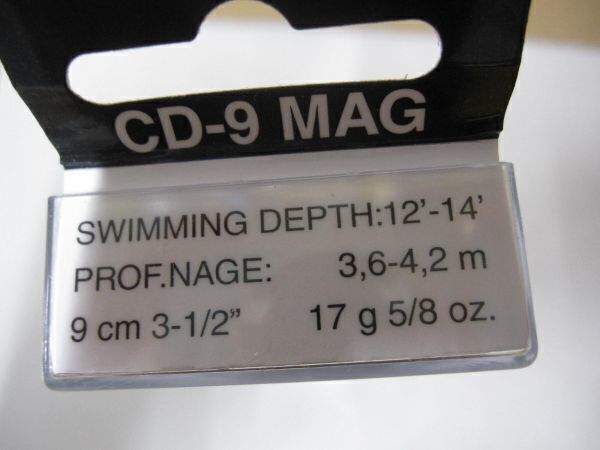 CD-9 MAG
SWIMMING DEPTH:12'-14'
PROF.NAGE: 3,6-4,2 m
9 cm 3-1/2" 17 g 5/8 oz.